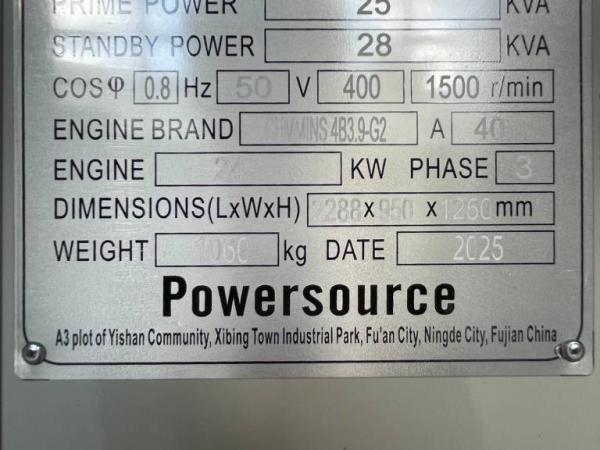 PRIME POWER 25 KVA
STANDBY POWER 28 KVA
COSφ 0.8 Hz 50 V 400 1500 r/min
ENGINE BRAND CHMMINS 4B3.9-G2 A 40
ENGINE 24 KW PHASE 3
DIMENSIONS(LxWxH) 2288 x 950 x 1250 mm
WEIGHT 1050 kg DATE 2025
Powersource
A3 plot of Yishan Community, Xibing Town Industrial Park, Fu'an City, Ningde City, Fujian China